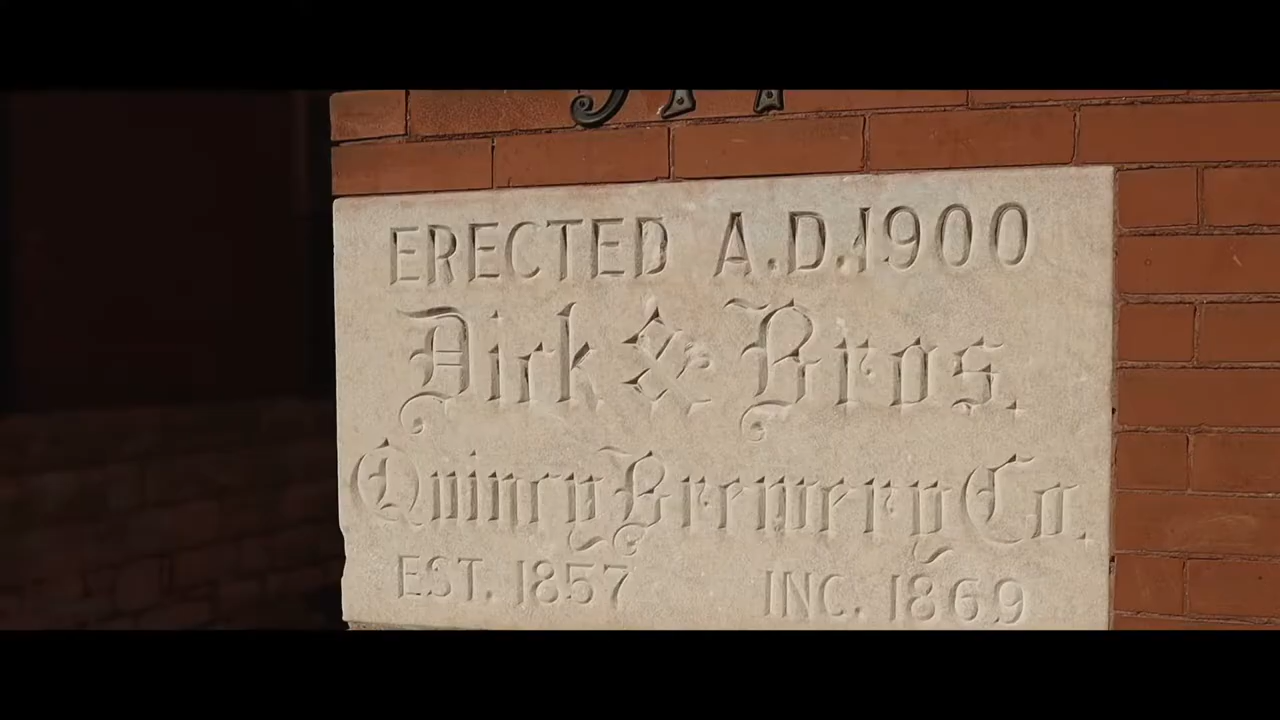 ERECTED A.D. 1900
Dick & Bros.
Quincy Brewery Co.
EST. 1857 INC. 1869